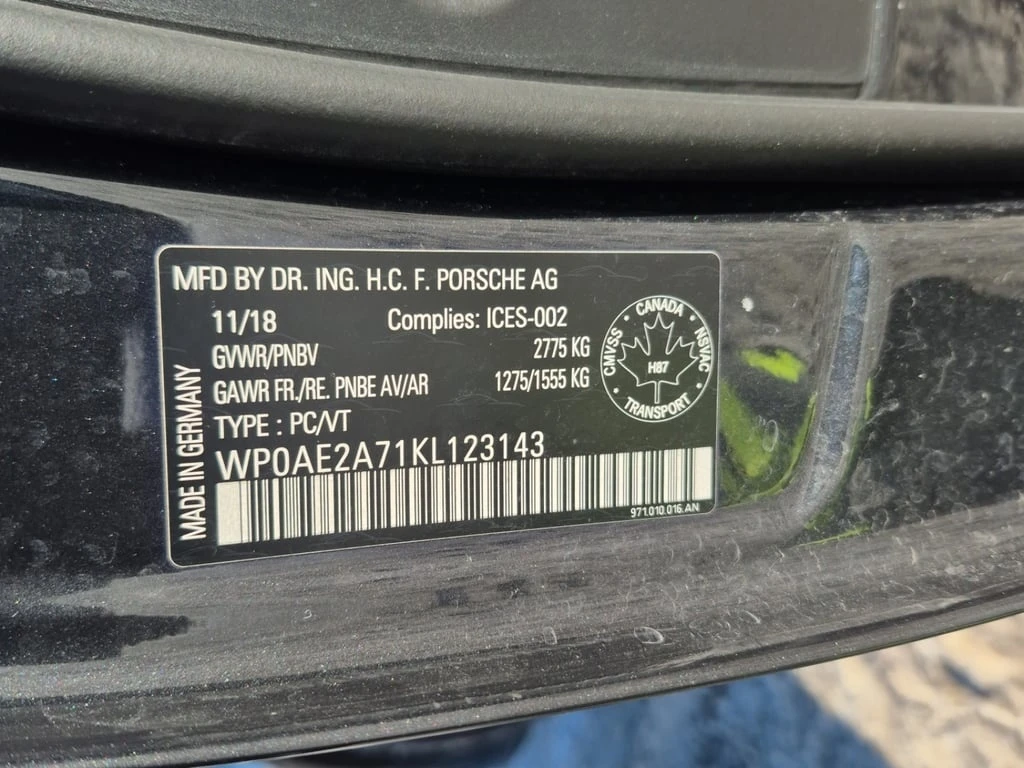 MFD BY DR. ING. H.C. F. PORSCHE AG
11/18 Complies: ICES-002
GVWR/PNBV 2775 KG
GAWR FR./RE. PNBE AV/AR 1275/1555 KG
TYPE : PC/VT
WP0AE2A71KL123143
971.010.016.AN
MADE IN GERMANY
CANADA
CMVSS · NSVAC
H87
TRANSPORT